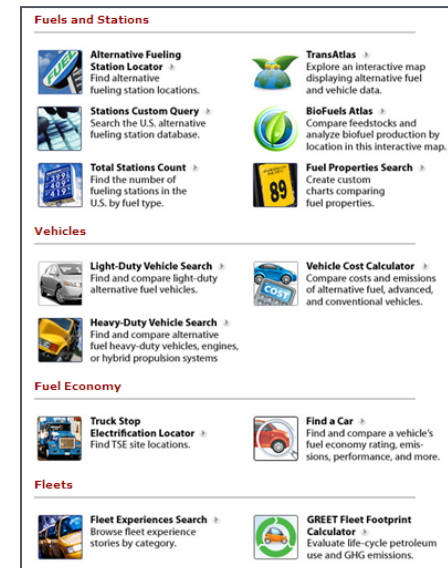 Fuels and Stations
Alternative Fueling
Station Locator
Find alternative
fueling station locations.
TransAtlas
Explore an interactive map
displaying alternative fuel
and vehicle data.
Stations Custom Query
Search the U.S. alternative
fueling station database.
BioFuels Atlas
Compare feedstocks and
analyze biofuel production by
location in this interactive map.
Total Stations Count
Find the number of
fueling stations in the
U.S. by fuel type.
Fuel Properties Search
Create custom
charts comparing
fuel properties.
FUEL
399
409
419
89
Vehicles
Light-Duty Vehicle Search
Find and compare light-duty
alternative fuel vehicles.
Vehicle Cost Calculator
Compare costs and emissions
of alternative fuel, advanced,
and conventional vehicles.
COST
Heavy-Duty Vehicle Search
Find and compare alternative
fuel heavy-duty vehicles, engines,
or hybrid propulsion systems
Fuel Economy
Truck Stop
Electrification Locator
Find TSE site locations.
Find a Car
Find and compare a vehicle's
fuel economy rating, emis-
sions, performance, and more.
Fleets
Fleet Experiences Search
Browse fleet experience
stories by category.
GREET Fleet Footprint
Calculator
Evaluate life-cycle petroleum
use and GHG emissions.